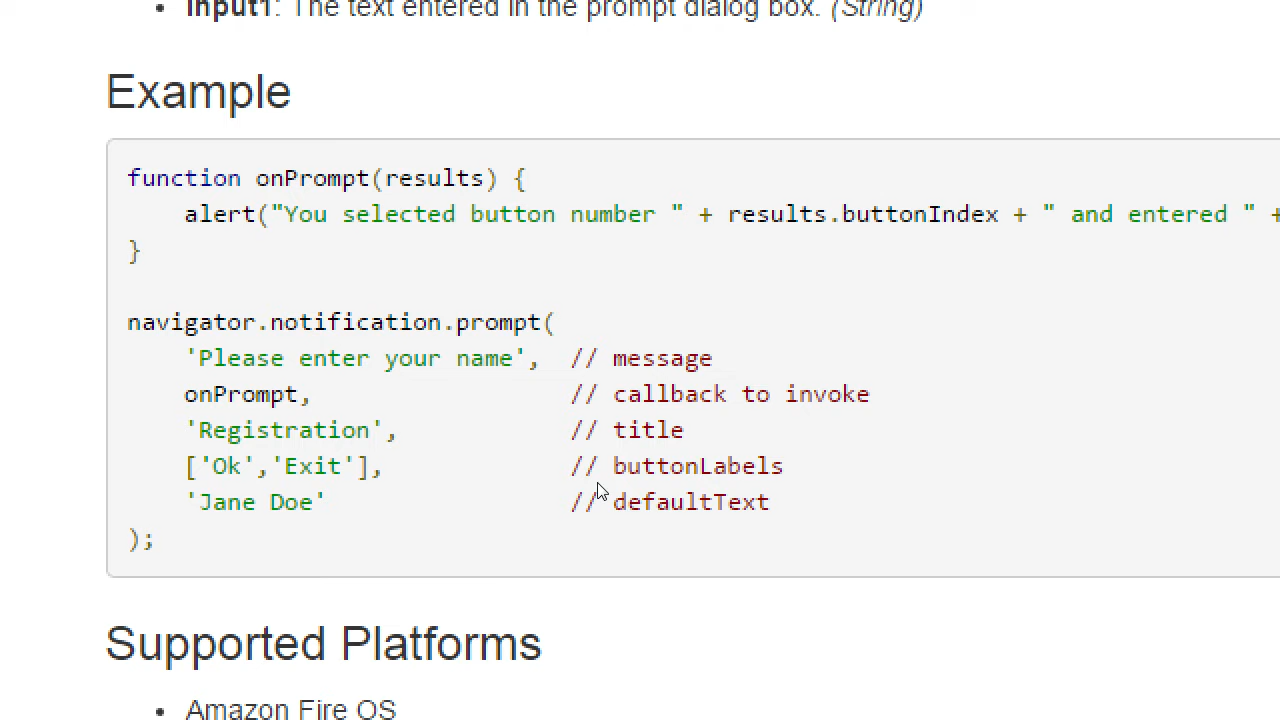 • input1: The text entered in the prompt dialog box. (String)
Example
function onPrompt(results) {
    alert("You selected button number " + results.buttonIndex + " and entered " +
}
navigator.notification.prompt(
    'Please enter your name',  // message
    onPrompt,                  // callback to invoke
    'Registration',            // title
    ['Ok','Exit'],             // buttonLabels
    'Jane Doe'                 // defaultText
);
Supported Platforms
• Amazon Fire OS